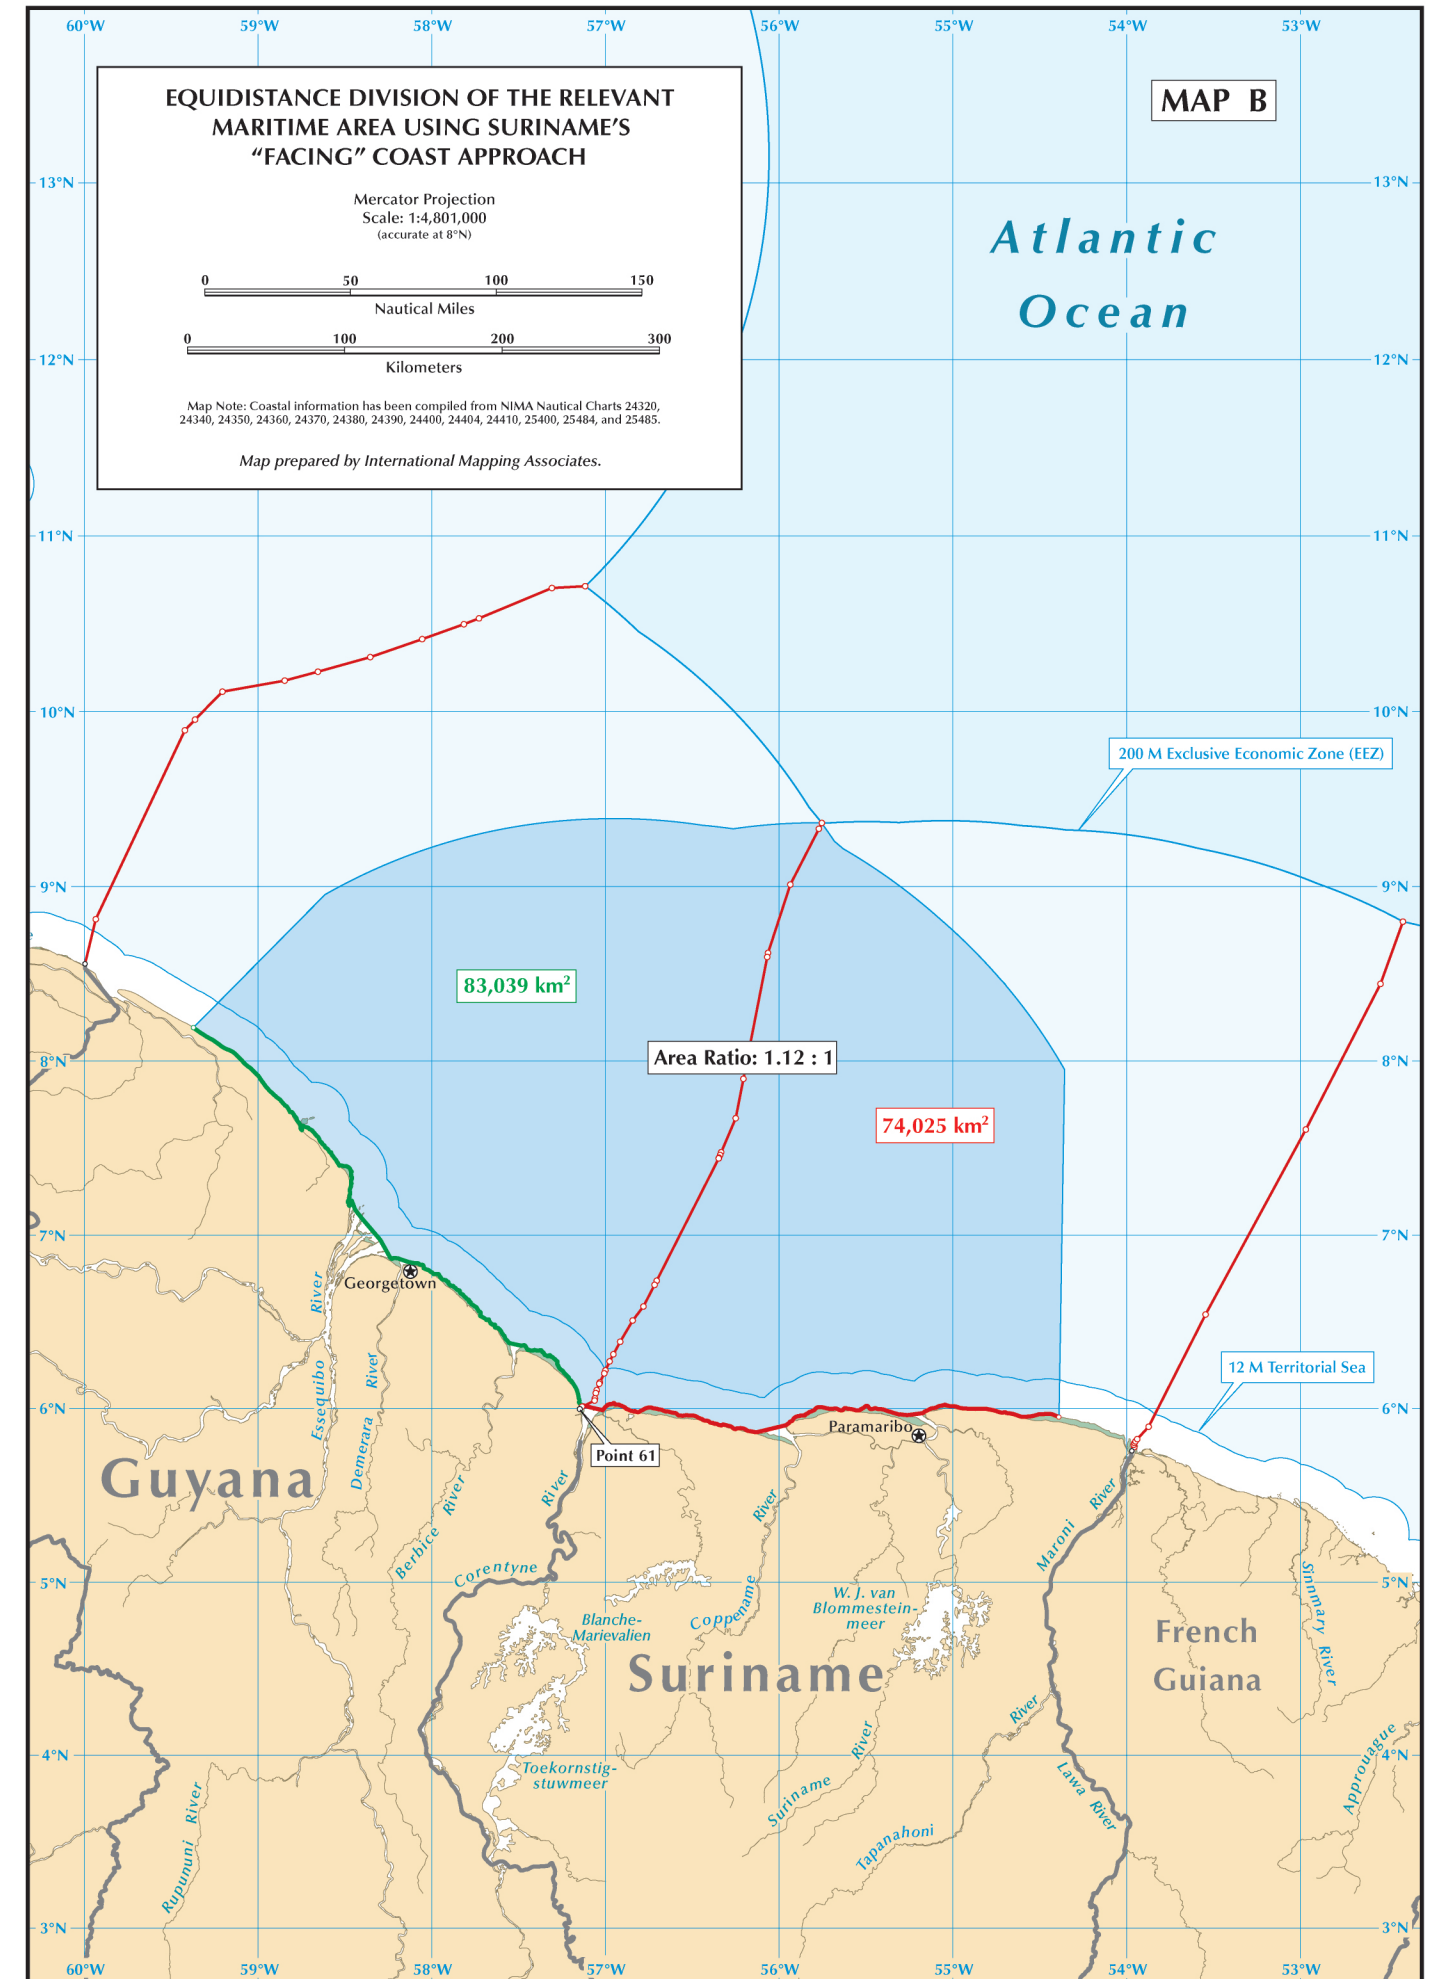 60°W 59°W 58°W 57°W 56°W 55°W 54°W 53°W
EQUIDISTANCE DIVISION OF THE RELEVANT
MARITIME AREA USING SURINAME'S
"FACING" COAST APPROACH
Mercator Projection
Scale: 1:4,801,000
(accurate at 8°N)
0 50 100 150
Nautical Miles
0 100 200 300
Kilometers
Map Note: Coastal information has been compiled from NIMA Nautical Charts 24320,
24340, 24350, 24360, 24370, 24380, 24390, 24400, 24404, 24410, 25400, 25484, and 25485.
Map prepared by International Mapping Associates.
MAP B
13°N 13°N
Atlantic
Ocean
12°N 12°N
11°N 11°N
10°N 10°N
200 M Exclusive Economic Zone (EEZ)
9°N 9°N
83,039 km²
Area Ratio: 1.12 : 1
8°N 8°N
74,025 km²
7°N 7°N
Georgetown
12 M Territorial Sea
6°N 6°N
Paramaribo
Point 61
Guyana
Essequibo River
Demerara River
Berbice River
Corentyne River
Coppename River
Maroni River
5°N 5°N
Blanche-
Marievalien
W. J. van
Blommestein-
meer
Suriname
French
Guiana
Sinnmary River
4°N 4°N
Toekornstig-
stuwmeer
Suriname River
Tapanahoni River
Lawa River
Approuague
Rupununi River
3°N 3°N
60°W 59°W 58°W 57°W 56°W 55°W 54°W 53°W